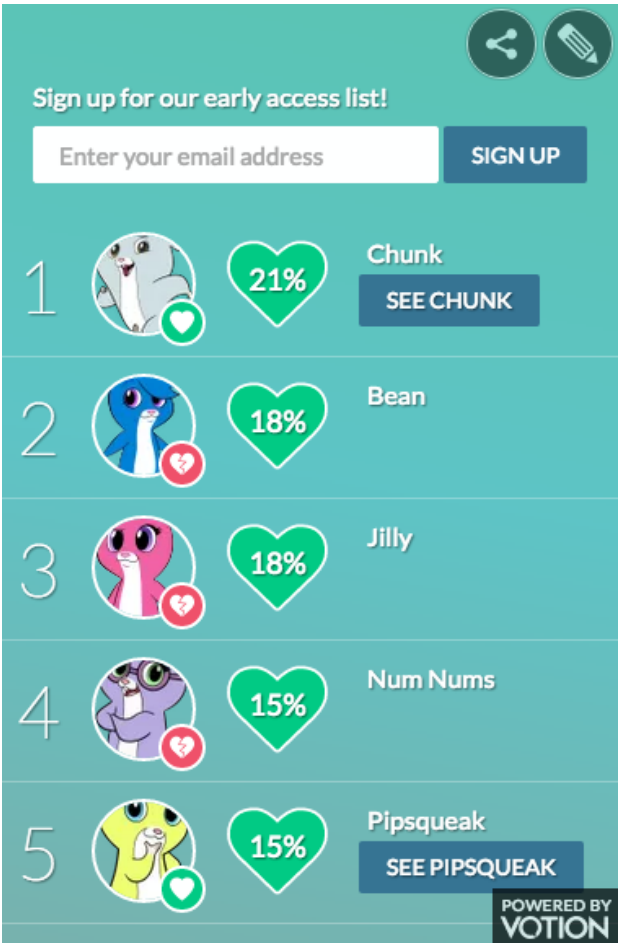 Sign up for our early access list!
Enter your email address
SIGN UP
1
21%
Chunk
SEE CHUNK
2
18%
Bean
3
18%
Jilly
4
15%
Num Nums
5
15%
Pipsqueak
SEE PIPSQUEAK
POWERED BY
VOTION